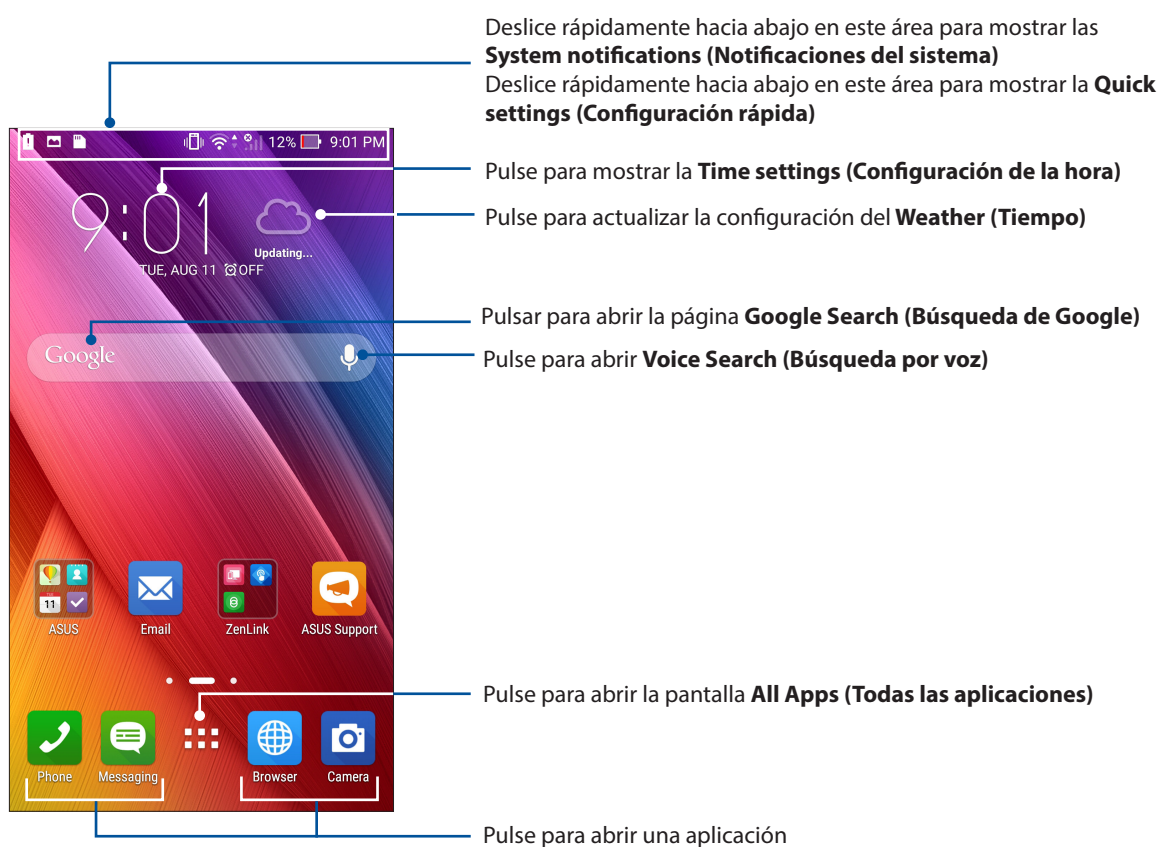 Deslice rápidamente hacia abajo en este área para mostrar las
System notifications (Notificaciones del sistema)
Deslice rápidamente hacia abajo en este área para mostrar la Quick
settings (Configuración rápida)
12% 9:01 PM
Pulse para mostrar la Time settings (Configuración de la hora)
9:01
Pulse para actualizar la configuración del Weather (Tiempo)
Updating...
TUE, AUG 11 OFF
Pulsar para abrir la página Google Search (Búsqueda de Google)
Google
Pulse para abrir Voice Search (Búsqueda por voz)
11
ASUS Email ZenLink ASUS Support
Pulse para abrir la pantalla All Apps (Todas las aplicaciones)
Phone Messaging Browser Camera
Pulse para abrir una aplicación